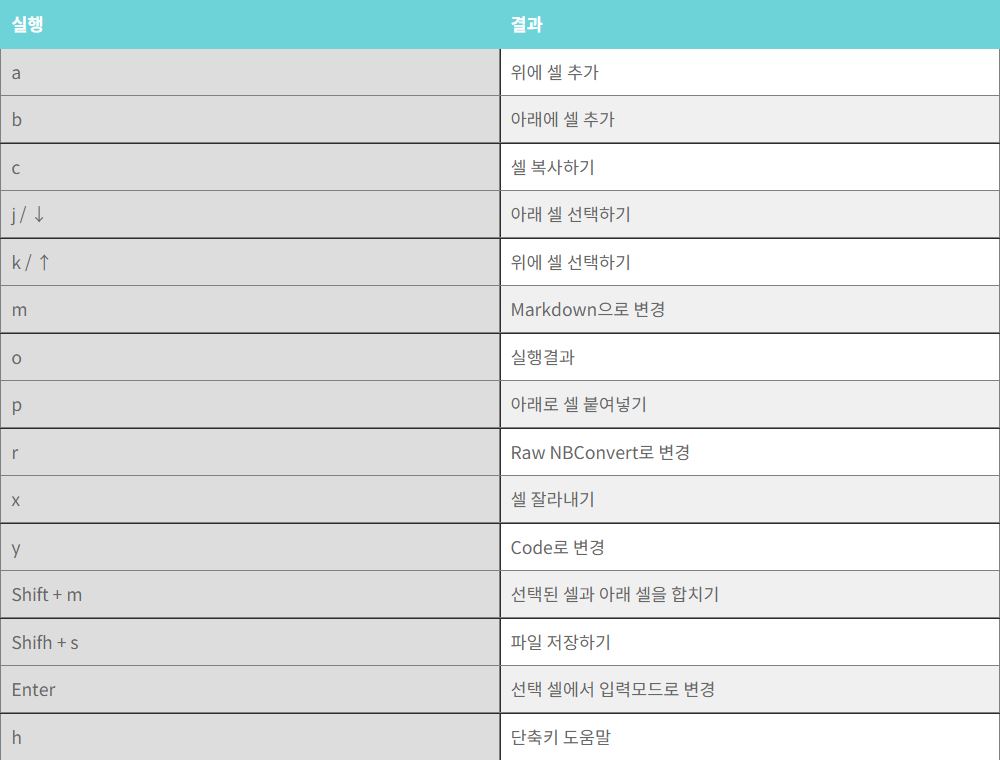 실행 결과
a 위에 셀 추가
b 아래에 셀 추가
c 셀 복사하기
j / ↓ 아래 셀 선택하기
k / ↑ 위에 셀 선택하기
m Markdown으로 변경
o 실행결과
p 아래로 셀 붙여넣기
r Raw NBConvert로 변경
x 셀 잘라내기
y Code로 변경
Shift + m 선택된 셀과 아래 셀을 합치기
Shifh + s 파일 저장하기
Enter 선택 셀에서 입력모드로 변경
h 단축키 도움말